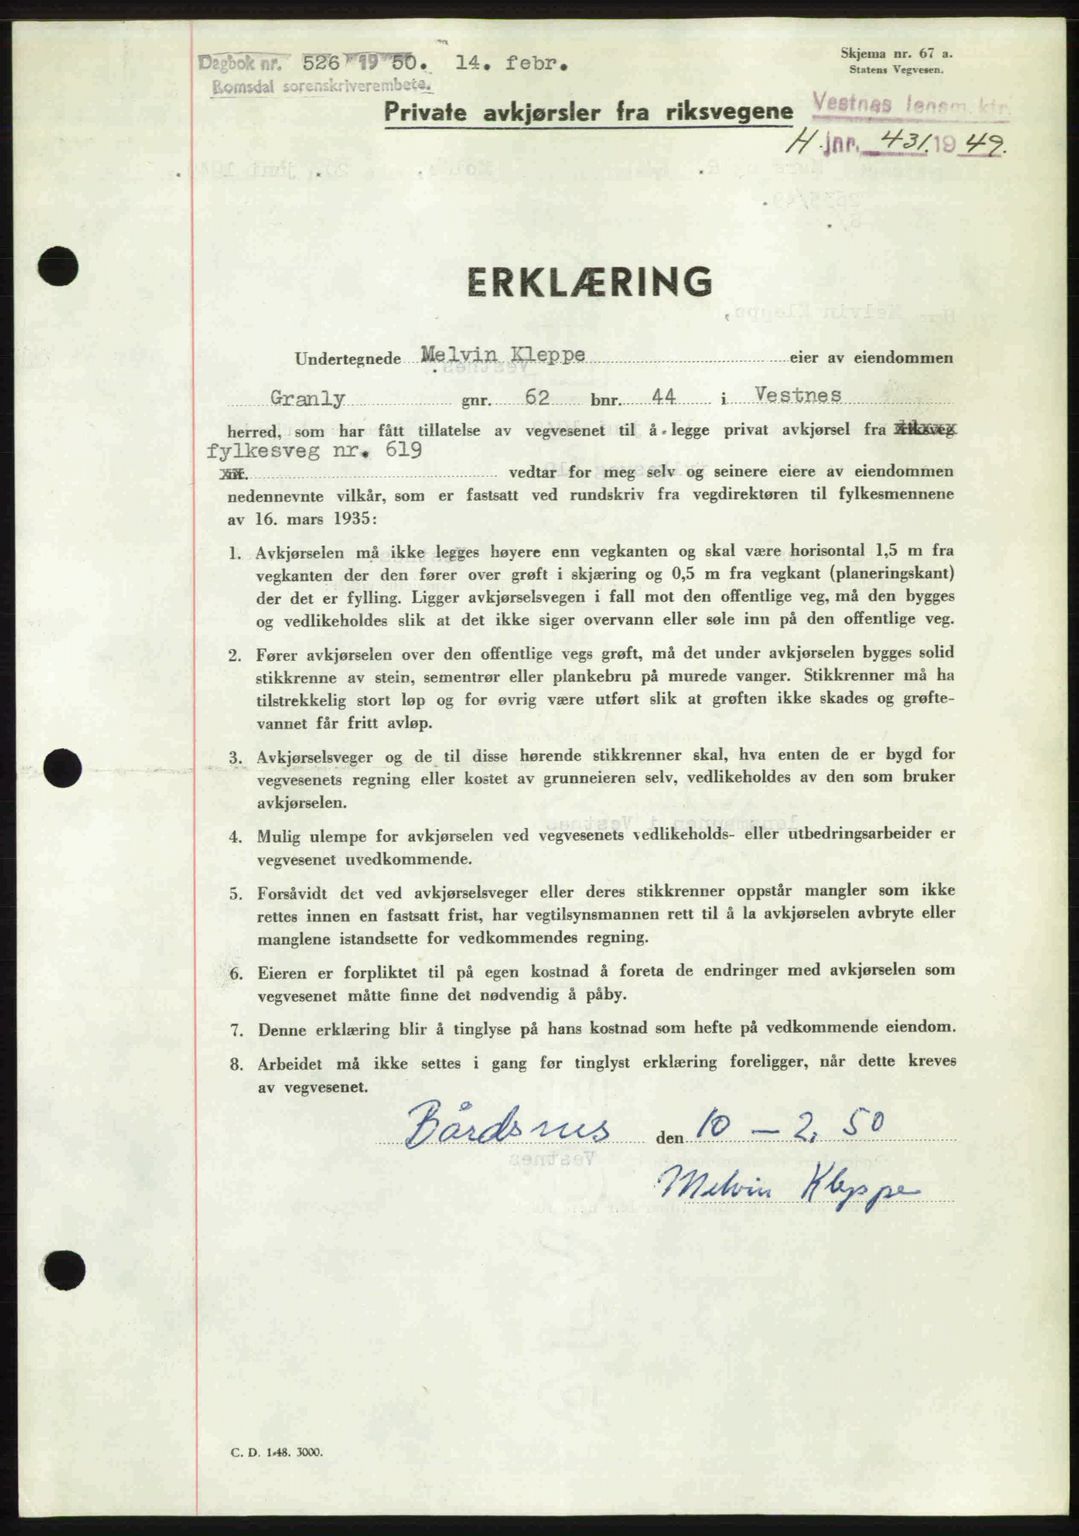 Dagbok nr. 526 1950. 14. febr.
Romsdal sorenskriverembete.
Skjema nr. 67 a.
Statens Vegvesen.
Private avkjørsler fra riksvegene
Vestnes lensm.ktr.
H. jnr. 431. 1949.
ERKLÆRING
Undertegnede Melvin Kleppe eier av eiendommen
Granly gnr. 62 bnr. 44 i Vestnes
herred, som har fått tillatelse av vegvesenet til å legge privat avkjørsel fra riksveg
fylkesveg nr. 619
nr. vedtar for meg selv og seinere eiere av eiendommen
nedennevnte vilkår, som er fastsatt ved rundskriv fra vegdirektøren til fylkesmennene
av 16. mars 1935:
1. Avkjørselen må ikke legges høyere enn vegkanten og skal være horisontal 1,5 m fra
vegkanten der den fører over grøft i skjæring og 0,5 m fra vegkant (planeringskant)
der det er fylling. Ligger avkjørselsvegen i fall mot den offentlige veg, må den bygges
og vedlikeholdes slik at det ikke siger overvann eller søle inn på den offentlige veg.
2. Fører avkjørselen over den offentlige vegs grøft, må det under avkjørselen bygges solid
stikkrenne av stein, sementrør eller plankebru på murede vanger. Stikkrenner må ha
tilstrekkelig stort løp og for øvrig være utført slik at grøften ikke skades og grøfte-
vannet får fritt avløp.
3. Avkjørselsveger og de til disse hørende stikkrenner skal, hva enten de er bygd for
vegvesenets regning eller kostet av grunneieren selv, vedlikeholdes av den som bruker
avkjørselen.
4. Mulig ulempe for avkjørselen ved vegvesenets vedlikeholds- eller utbedringsarbeider er
vegvesenet uvedkommende.
5. Forsåvidt det ved avkjørselsveger eller deres stikkrenner oppstår mangler som ikke
rettes innen en fastsatt frist, har vegtilsynsmannen rett til å la avkjørselen avbryte eller
manglene istandsette for vedkommendes regning.
6. Eieren er forpliktet til på egen kostnad å foreta de endringer med avkjørselen som
vegvesenet måtte finne det nødvendig å påby.
7. Denne erklæring blir å tinglyse på hans kostnad som hefte på vedkommende eiendom.
8. Arbeidet må ikke settes i gang før tinglyst erklæring foreligger, når dette kreves
av vegvesenet.
den 10 - 2. 50
Melvin Kleppe
C. D. 1-48. 3000.